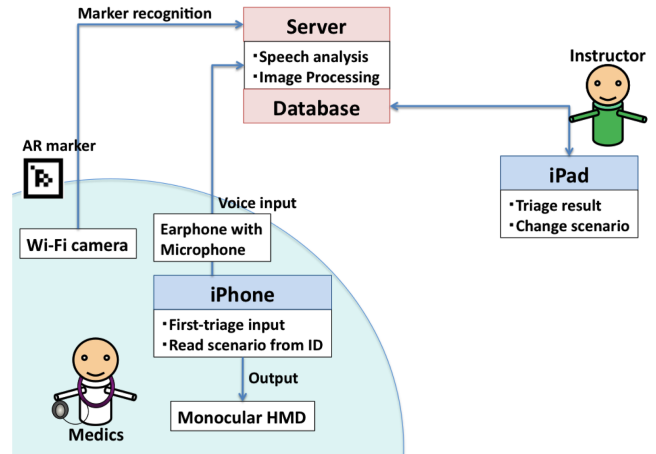 Marker recognition
Server
・Speech analysis
・Image Processing
Database
Instructor
AR marker
iPad
・Triage result
・Change scenario
Voice input
Wi-Fi camera
Earphone with
Microphone
iPhone
・First-triage input
・Read scenario from ID
Output
Monocular HMD
Medics